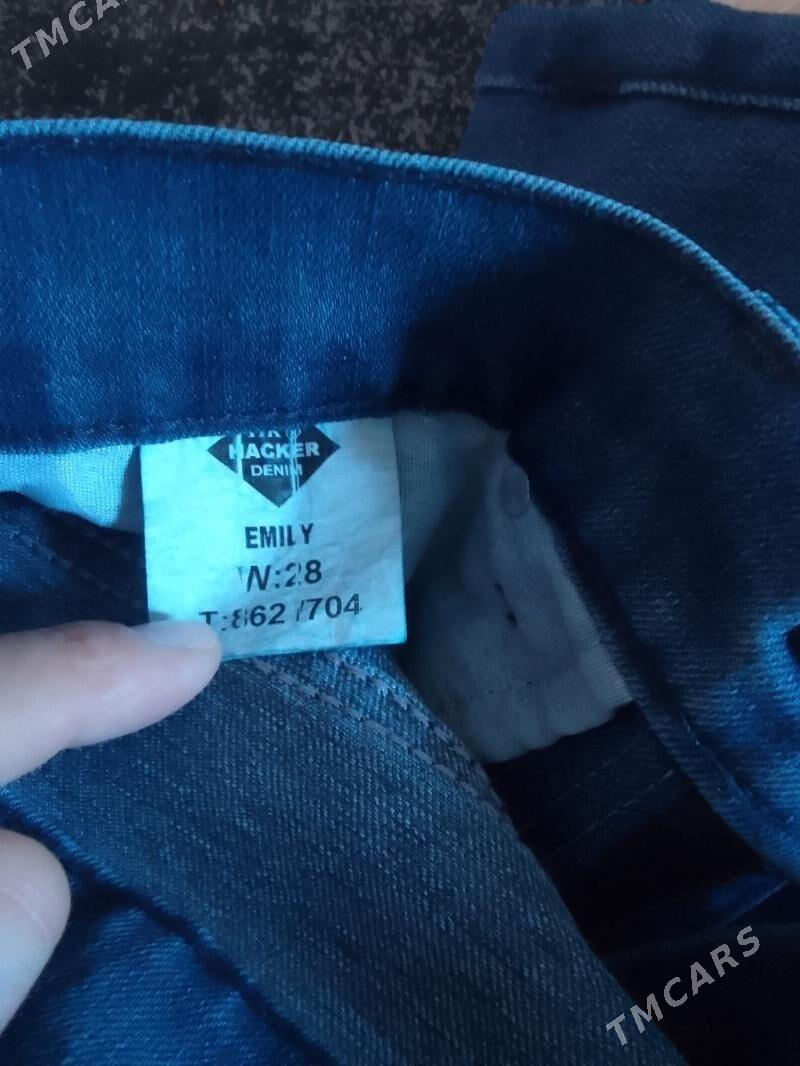 TMCARS
HACKER
DENIM
EMILY
W:28
T:862 /704
TMCARS